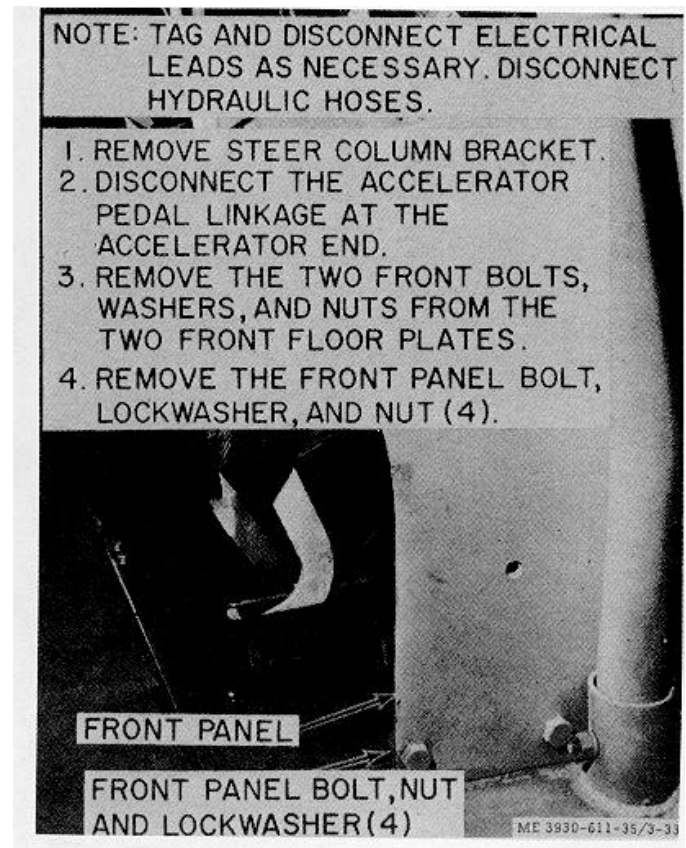 NOTE: TAG AND DISCONNECT ELECTRICAL
LEADS AS NECESSARY. DISCONNECT
HYDRAULIC HOSES.
1. REMOVE STEER COLUMN BRACKET.
2. DISCONNECT THE ACCELERATOR
PEDAL LINKAGE AT THE
ACCELERATOR END.
3. REMOVE THE TWO FRONT BOLTS,
WASHERS, AND NUTS FROM THE
TWO FRONT FLOOR PLATES.
4. REMOVE THE FRONT PANEL BOLT,
LOCKWASHER, AND NUT (4).
FRONT PANEL
FRONT PANEL BOLT, NUT
AND LOCKWASHER (4)
ME 3930-611-35/3-33